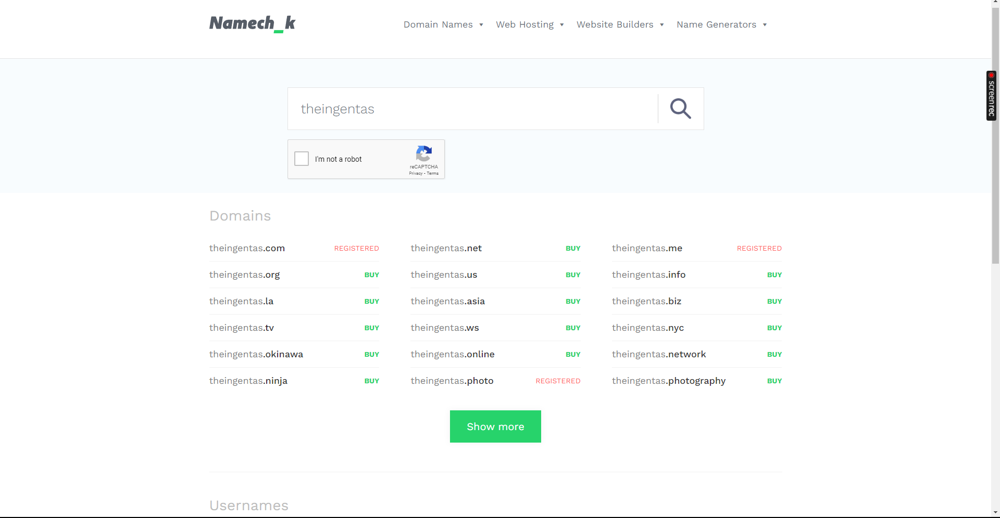 Namech_k
Domain Names Web Hosting Website Builders Name Generators
screenrec
theingentas
I'm not a robot
reCAPTCHA
Privacy - Terms
Domains
theingentas.com REGISTERED theingentas.net BUY theingentas.me REGISTERED
theingentas.org BUY theingentas.us BUY theingentas.info BUY
theingentas.la BUY theingentas.asia BUY theingentas.biz BUY
theingentas.tv BUY theingentas.ws BUY theingentas.nyc BUY
theingentas.okinawa BUY theingentas.online BUY theingentas.network BUY
theingentas.ninja BUY theingentas.photo REGISTERED theingentas.photography BUY
Show more
Usernames